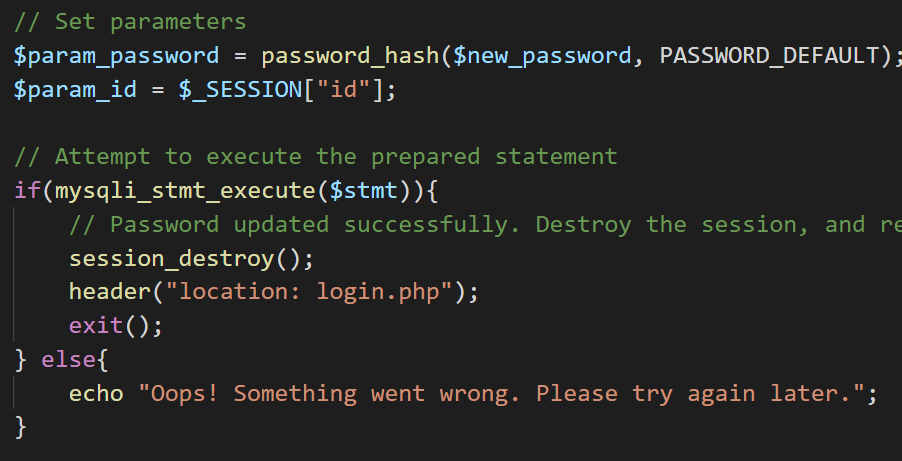 // Set parameters
$param_password = password_hash($new_password, PASSWORD_DEFAULT);
$param_id = $_SESSION["id"];
// Attempt to execute the prepared statement
if(mysqli_stmt_execute($stmt)){
// Password updated successfully. Destroy the session, and
session_destroy();
header("location: login.php");
exit();
} else{
echo "Oops! Something went wrong. Please try again later.";
}